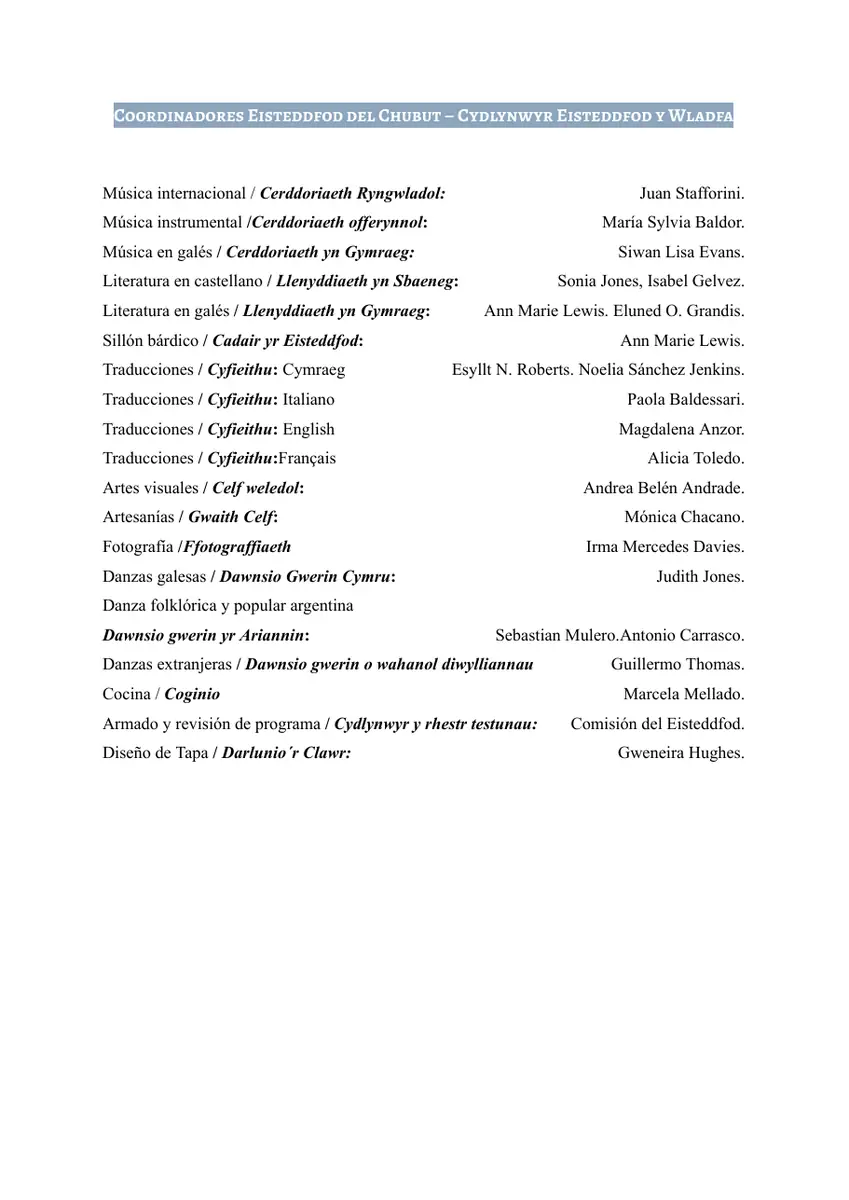 Coordinadores Eisteddfod del Chubut – Cydlynwyr Eisteddfod y Wladfa
Música internacional / Cerddoriaeth Ryngwladol: Juan Stafforini.
Música instrumental /Cerddoriaeth offerynnol: María Sylvia Baldor.
Música en galés / Cerddoriaeth yn Gymraeg: Siwan Lisa Evans.
Literatura en castellano / Llenyddiaeth yn Sbaeneg: Sonia Jones, Isabel Gelvez.
Literatura en galés / Llenyddiaeth yn Gymraeg: Ann Marie Lewis. Eluned O. Grandis.
Sillón bárdico / Cadair yr Eisteddfod: Ann Marie Lewis.
Traducciones / Cyfieithu: Cymraeg Esyllt N. Roberts. Noelia Sánchez Jenkins.
Traducciones / Cyfieithu: Italiano Paola Baldessari.
Traducciones / Cyfieithu: English Magdalena Anzor.
Traducciones / Cyfieithu:Français Alicia Toledo.
Artes visuales / Celf weledol: Andrea Belén Andrade.
Artesanías / Gwaith Celf: Mónica Chacano.
Fotografía /Ffotograffiaeth Irma Mercedes Davies.
Danzas galesas / Dawnsio Gwerin Cymru: Judith Jones.
Danza folklórica y popular argentina
Dawnsio gwerin yr Ariannin: Sebastian Mulero.Antonio Carrasco.
Danzas extranjeras / Dawnsio gwerin o wahanol diwylliannau Guillermo Thomas.
Cocina / Coginio Marcela Mellado.
Armado y revisión de programa / Cydlynwyr y rhestr testunau: Comisión del Eisteddfod.
Diseño de Tapa / Darlunio´r Clawr: Gweneira Hughes.